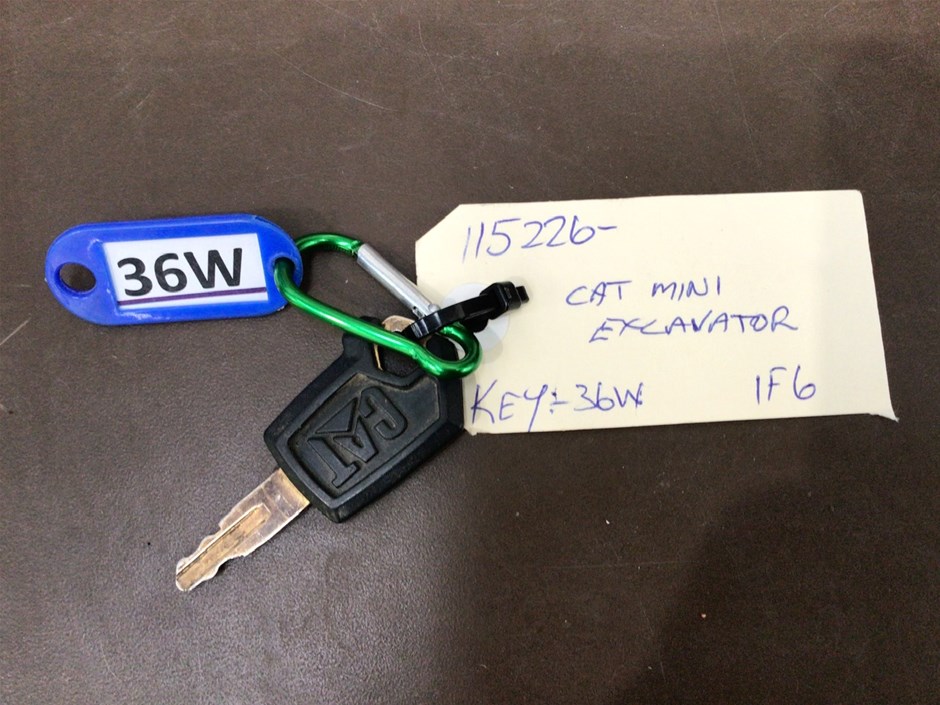 36W
115226-
CAT MINI
EXCAVATOR
KEY:-36W 1F6
CAT